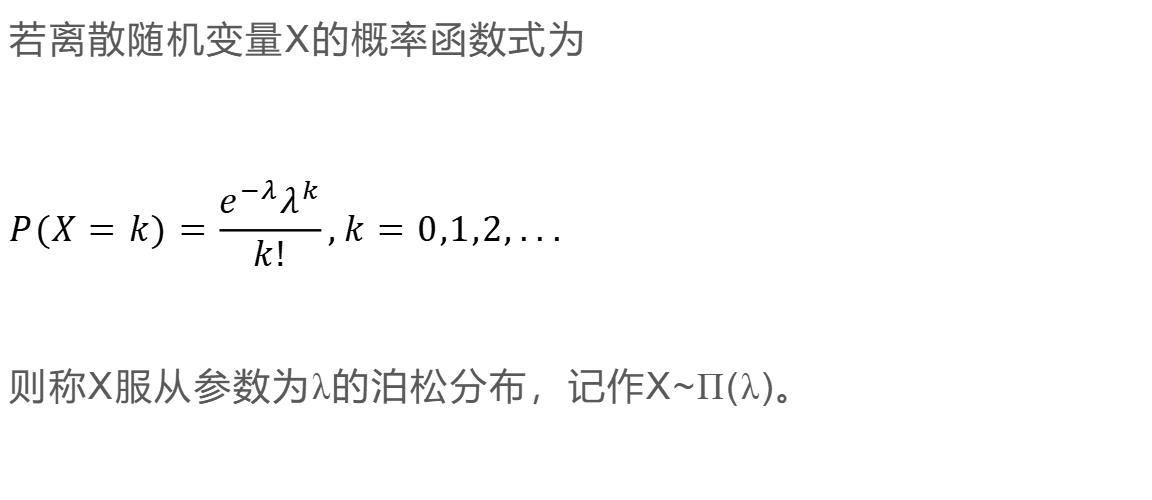 若离散随机变量X的概率函数式为
P(X = k) = \frac{e^{-λ}λ^{k}}{k!}, k = 0,1,2,...
则称X服从参数为λ的泊松分布，记作X~Π(λ)。